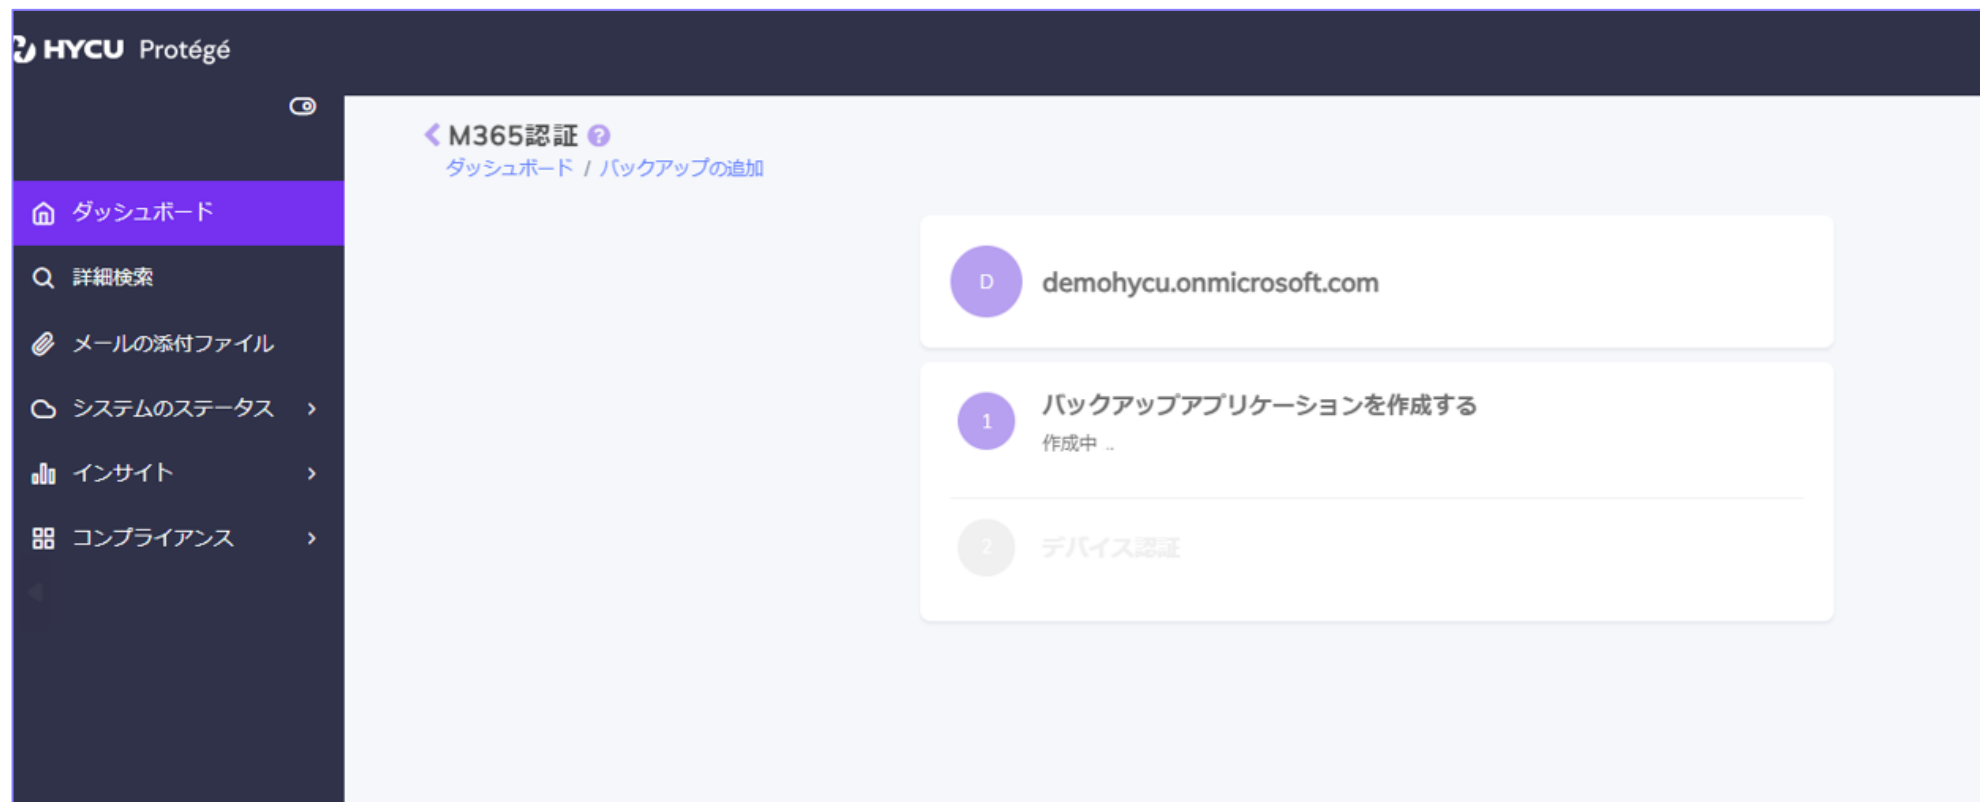 HYCU Protégé
M365認証 ?
ダッシュボード / バックアップの追加
ダッシュボード
詳細検索
メールの添付ファイル
システムのステータス
インサイト
コンプライアンス
D demohycu.onmicrosoft.com
1 バックアップアプリケーションを作成する
作成中 ..
2 デバイス認証